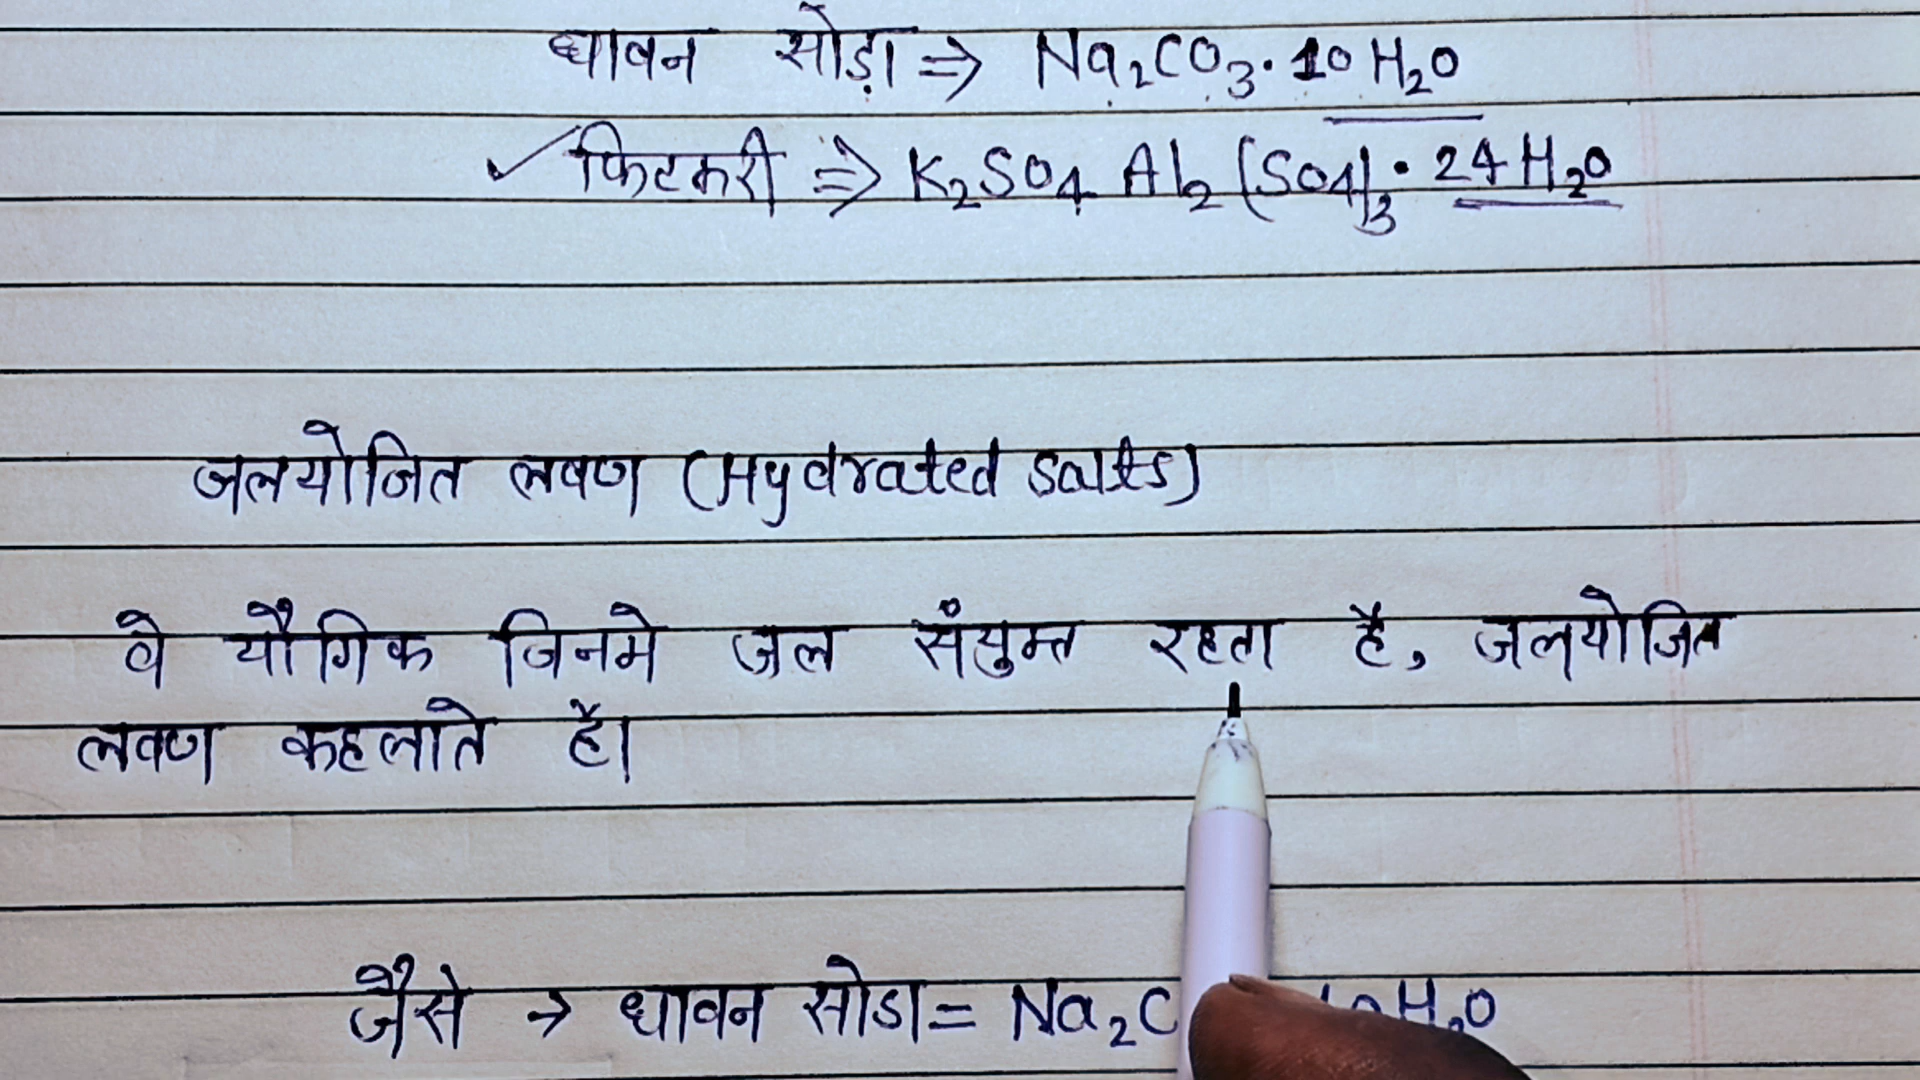 धावन सोड़ा ⇒ Na₂CO₃·10H₂O
✓ फिटकरी ⇒ K₂SO₄ Al₂(SO₄)₃·24H₂O
जलयोजित लवण (Hydrated salts)
वे यौगिक जिनमे जल संयुक्त रहता है, जलयोजित
लवण कहलाते है।
जैसे → धावन सोडा = Na₂C H₂O